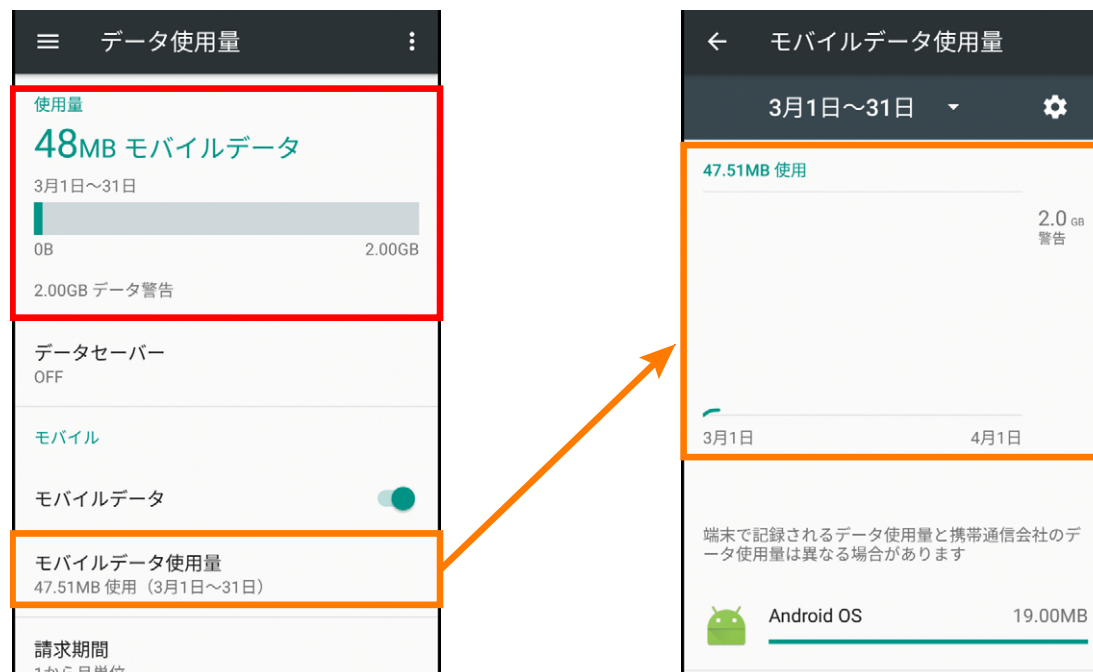 データ使用量
使用量
48MB モバイルデータ
3月1日～31日
0B 2.00GB
2.00GB データ警告
データセーバー
OFF
モバイル
モバイルデータ
モバイルデータ使用量
47.51MB 使用（3月1日～31日）
請求期間
モバイルデータ使用量
3月1日～31日
47.51MB 使用
2.0 GB
警告
3月1日 4月1日
端末で記録されるデータ使用量と携帯通信会社のデ
ータ使用量は異なる場合があります
Android OS 19.00MB